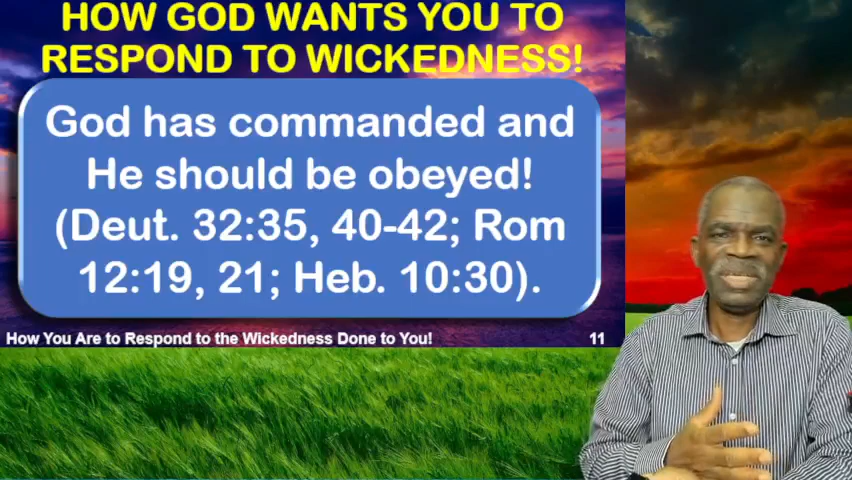 HOW GOD WANTS YOU TO
RESPOND TO WICKEDNESS!
God has commanded and
He should be obeyed!
(Deut. 32:35, 40-42; Rom
12:19, 21; Heb. 10:30).
How You Are to Respond to the Wickedness Done to You!
11